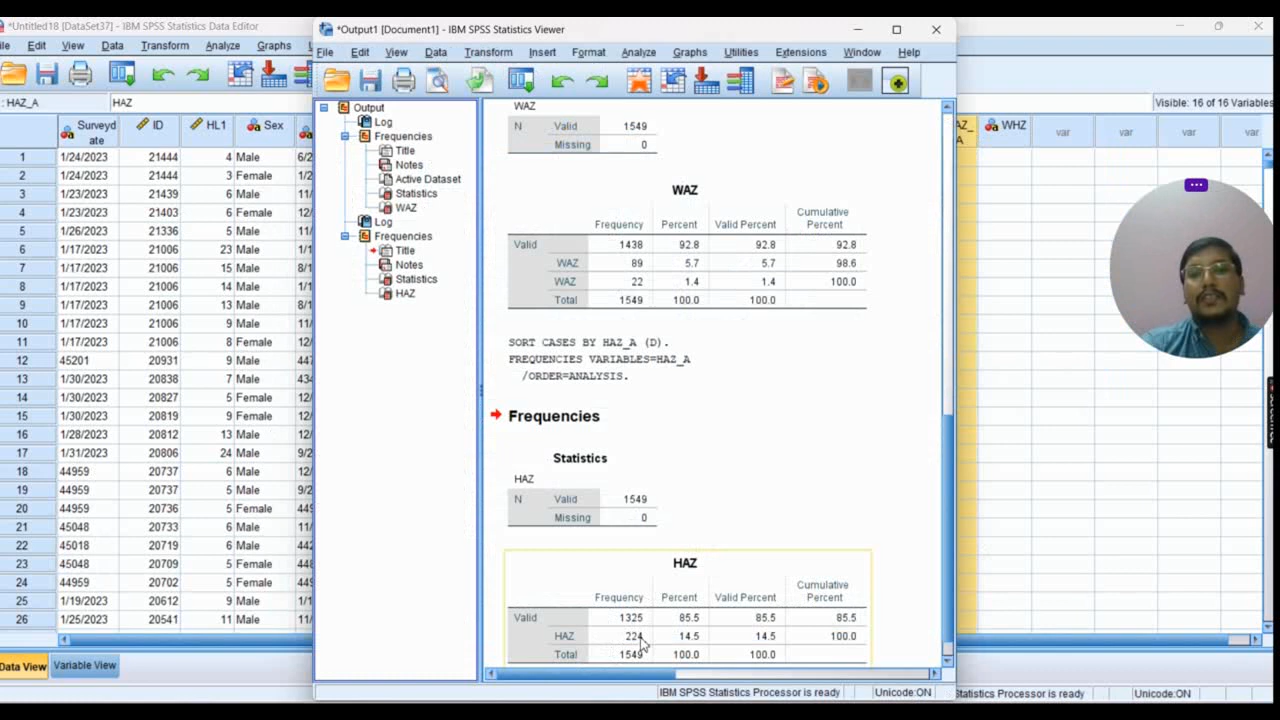 *Untitled18 [DataSet37] - IBM SPSS Statistics Data Editor
Edit View Data Transform Analyze Graphs
: HAZ_A HAZ
Visible: 16 of 16 Variables
Surveydate ID HL1 Sex
WHZ var var var var
1 1/24/2023 21444 4 Male
2 1/24/2023 21444 3 Female
3 1/23/2023 21439 6 Male
4 1/23/2023 21403 6 Female
5 1/26/2023 21336 5 Male
6 1/17/2023 21006 23 Male
7 1/17/2023 21006 15 Male
8 1/17/2023 21006 14 Male
9 1/17/2023 21006 13 Male
10 1/17/2023 21006 9 Male
11 1/17/2023 21006 8 Female
12 45201 20931 9 Male
13 1/30/2023 20838 7 Male
14 1/30/2023 20827 5 Female
15 1/30/2023 20819 9 Female
16 1/28/2023 20812 13 Male
17 1/31/2023 20806 24 Male
18 44959 20737 6 Male
19 44959 20737 5 Male
20 44959 20736 5 Female
21 45048 20733 6 Male
22 45018 20719 6 Male
23 45048 20709 5 Female
24 44959 20702 5 Female
25 1/19/2023 20612 9 Male
26 1/25/2023 20541 11 Male
Data View Variable View
*Output1 [Document1] - IBM SPSS Statistics Viewer
File Edit View Data Transform Insert Format Analyze Graphs Utilities Extensions Window Help
Output
Log
Frequencies
Title
Notes
Active Dataset
Statistics
WAZ
Log
Frequencies
Title
Notes
Statistics
HAZ
WAZ
N Valid 1549
Missing 0
WAZ
Frequency Percent Valid Percent Cumulative Percent
Valid 1438 92.8 92.8 92.8
WAZ 89 5.7 5.7 98.6
WAZ 22 1.4 1.4 100.0
Total 1549 100.0 100.0
SORT CASES BY HAZ_A (D).
FREQUENCIES VARIABLES=HAZ_A
/ORDER=ANALYSIS.
Frequencies
Statistics
HAZ
N Valid 1549
Missing 0
HAZ
Frequency Percent Valid Percent Cumulative Percent
Valid 1325 85.5 85.5 85.5
HAZ 224 14.5 14.5 100.0
Total 1549 100.0 100.0
IBM SPSS Statistics Processor is ready Unicode:ON
Statistics Processor is ready Unicode:ON